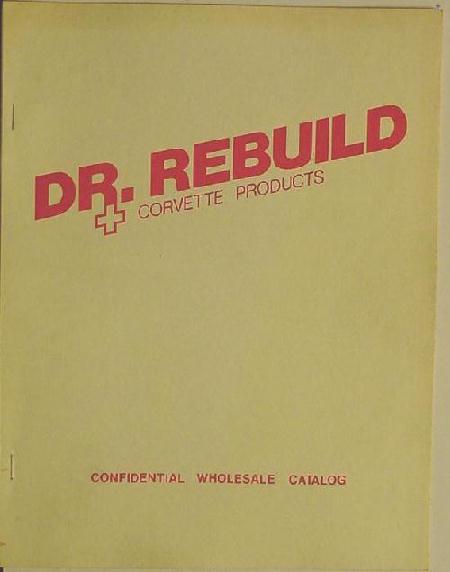 DR. REBUILD
CORVETTE PRODUCTS
CONFIDENTIAL WHOLESALE CATALOG